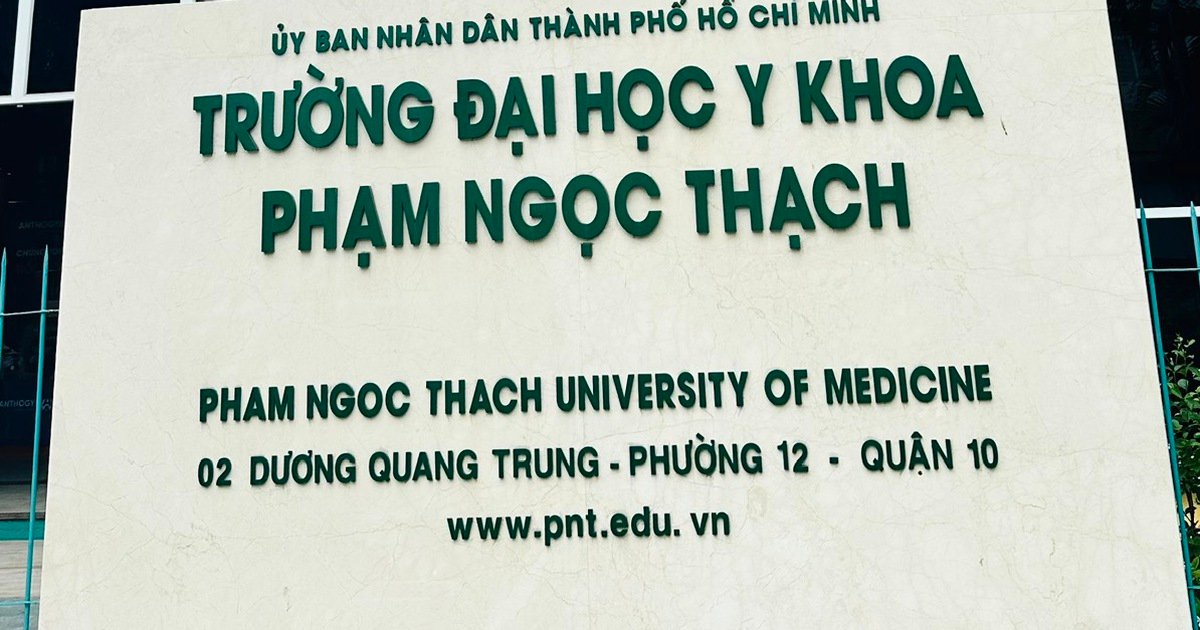 ỦY BAN NHÂN DÂN THÀNH PHỐ HỒ CHÍ MINH
TRƯỜNG ĐẠI HỌC Y KHOA
PHẠM NGỌC THẠCH
PHAM NGOC THACH UNIVERSITY OF MEDICINE
02 DƯƠNG QUANG TRUNG - PHƯỜNG 12 - QUẬN 10
www.pnt.edu. vn